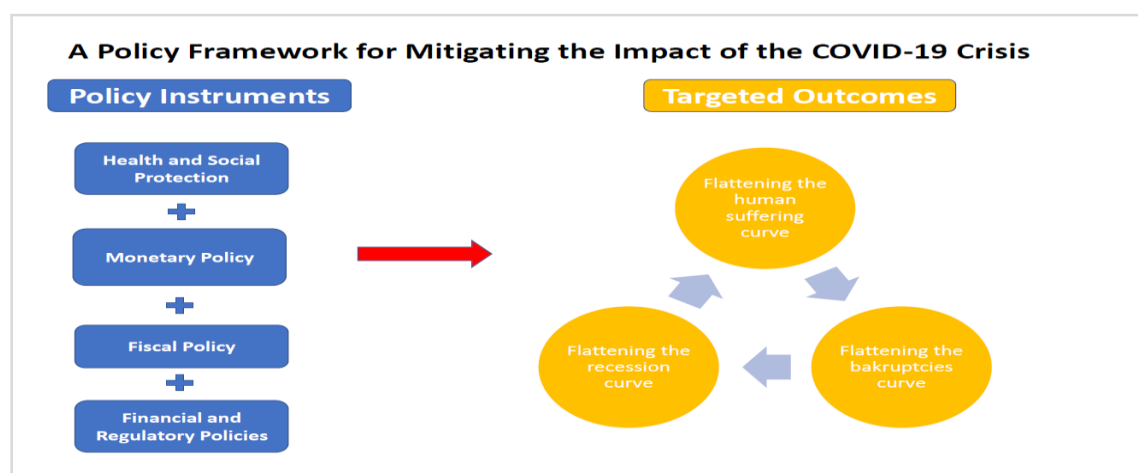 A Policy Framework for Mitigating the Impact of the COVID-19 Crisis
Policy Instruments
Health and Social
Protection
Monetary Policy
Fiscal Policy
Financial and
Regulatory Policies
Targeted Outcomes
Flattening the
human
suffering
curve
Flattening the
recession
curve
Flattening the
bakruptcies
curve